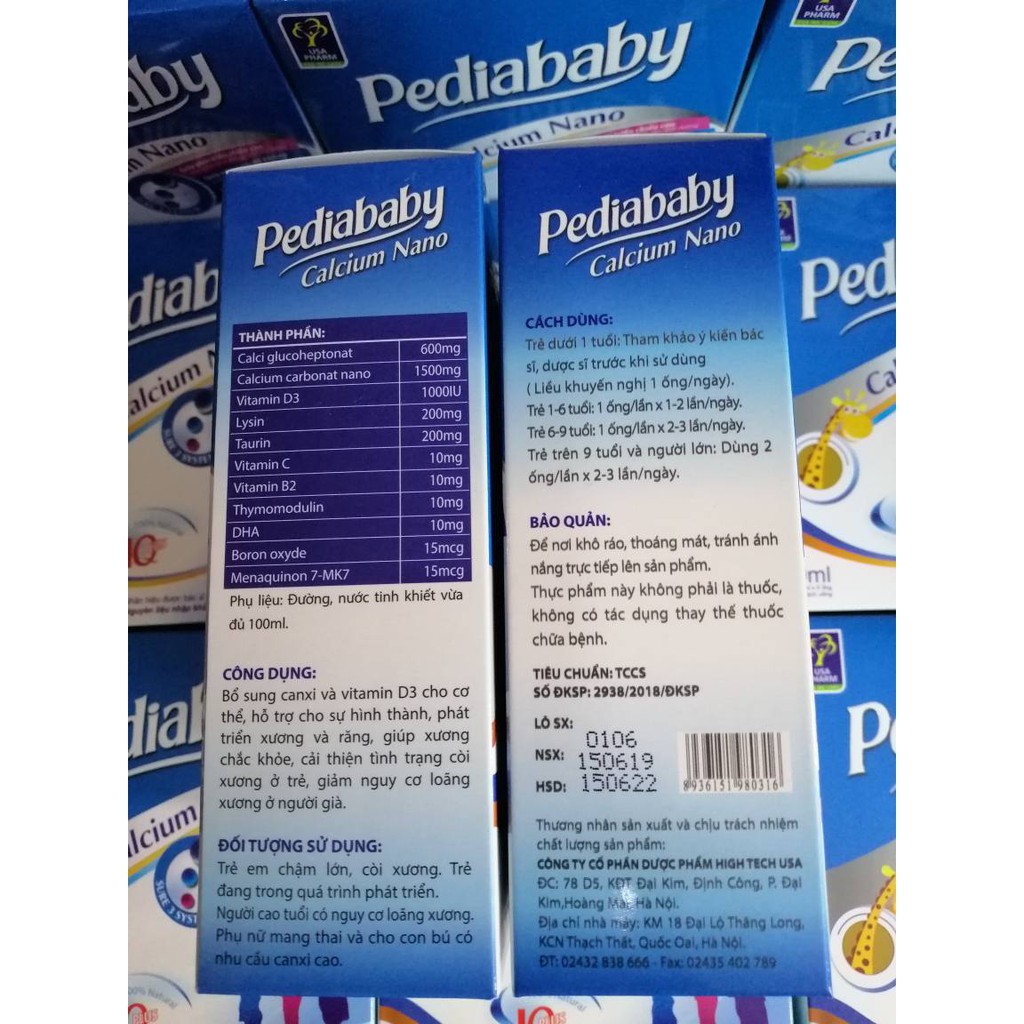 USA
PHARM
Pediababy
Calcium Nano
USA
PHARM
Pediababy
Calcium Nano
THÀNH PHẦN:
Calci glucoheptonat 600mg
Calcium carbonat nano 1500mg
Vitamin D3 1000IU
Lysin 200mg
Taurin 200mg
Vitamin C 10mg
Vitamin B2 10mg
Thymomodulin 10mg
DHA 10mg
Boron oxyde 15mcg
Menaquinon 7-MK7 15mcg
Phụ liệu: Đường, nước tinh khiết vừa
đủ 100ml.
CÔNG DỤNG:
Bổ sung canxi và vitamin D3 cho cơ
thể, hỗ trợ cho sự hình thành, phát
triển xương và răng, giúp xương
chắc khỏe, cải thiện tình trạng còi
xương ở trẻ, giảm nguy cơ loãng
xương ở người già.
ĐỐI TƯỢNG SỬ DỤNG:
Trẻ em chậm lớn, còi xương. Trẻ
đang trong quá trình phát triển.
Người cao tuổi có nguy cơ loãng xương.
Phụ nữ mang thai và cho con bú có
nhu cầu canxi cao.
Pediababy
Calcium Nano
CÁCH DÙNG:
Trẻ dưới 1 tuổi: Tham khảo ý kiến bác
sĩ, dược sĩ trước khi sử dụng
( Liều khuyến nghị 1 ống/ngày).
Trẻ 1-6 tuổi: 1 ống/lần x 1-2 lần/ngày.
Trẻ 6-9 tuổi: 1 ống/lần x 2-3 lần/ngày.
Trẻ trên 9 tuổi và người lớn: Dùng 2
ống/lần x 2-3 lần/ngày.
BẢO QUẢN:
Để nơi khô ráo, thoáng mát, tránh ánh
nắng trực tiếp lên sản phẩm.
Thực phẩm này không phải là thuốc,
không có tác dụng thay thế thuốc
chữa bệnh.
TIÊU CHUẨN: TCCS
SỐ ĐKSP: 2938/2018/ĐKSP
LÔ SX: 0106
NSX: 150619
HSD: 150622
8936151 980316
Thương nhân sản xuất và chịu trách nhiệm
chất lượng sản phẩm:
CÔNG TY CỔ PHẦN DƯỢC PHẨM HIGH TECH USA
ĐC: 78 D5, KĐT Đại Kim, Định Công, P. Đại
Kim,Hoàng Mai, Hà Nội.
Địa chỉ nhà máy: KM 18 Đại Lộ Thăng Long,
KCN Thạch Thất, Quốc Oai, Hà Nội.
ĐT: 02432 838 666 - Fax: 02435 402 789
USA
PHARM